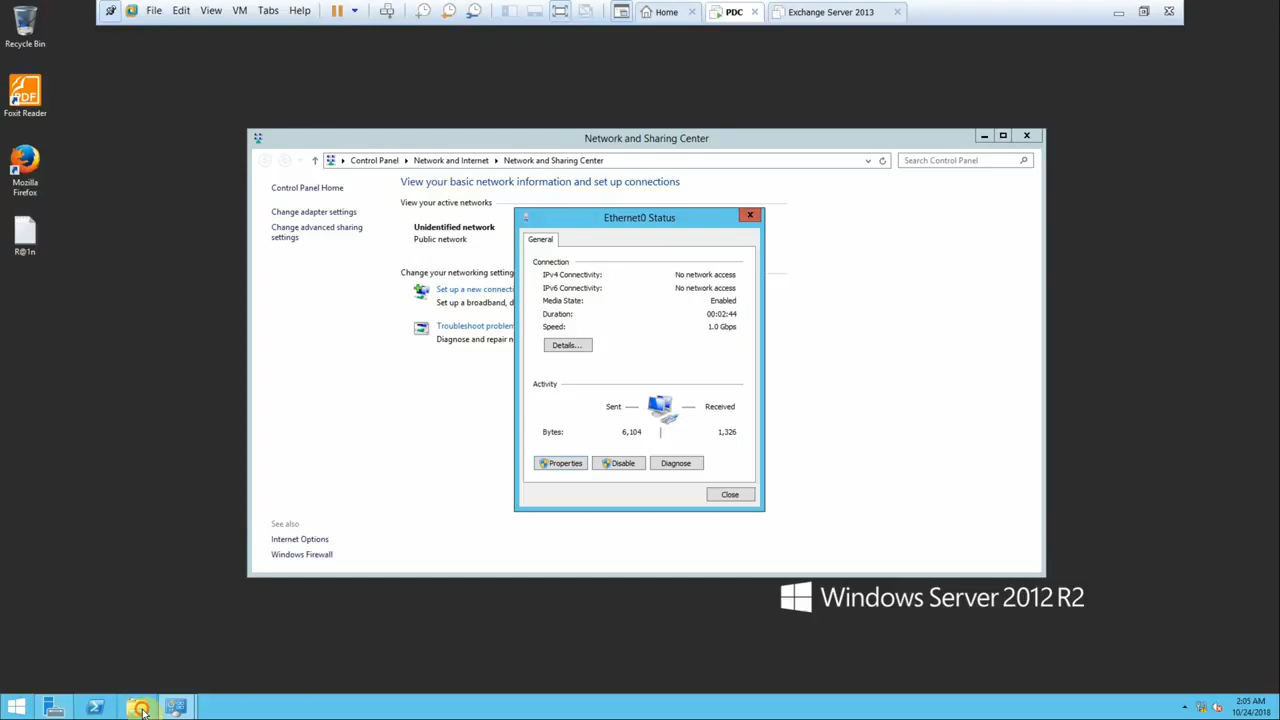 File Edit View VM Tabs Help
Home PDC Exchange Server 2013
Recycle Bin
Foxit Reader
Mozilla
Firefox
R@1n
Network and Sharing Center
Control Panel Network and Internet Network and Sharing Center
Search Control Panel
Control Panel Home
Change adapter settings
Change advanced sharing
settings
See also
Internet Options
Windows Firewall
View your basic network information and set up connections
View your active networks
Unidentified network
Public network
Change your networking setting
Set up a new connecti
Set up a broadband, d
Troubleshoot problem
Diagnose and repair n
Ethernet0 Status
General
Connection
IPv4 Connectivity: No network access
IPv6 Connectivity: No network access
Media State: Enabled
Duration: 00:02:44
Speed: 1.0 Gbps
Details...
Activity
Sent Received
Bytes: 6,104 1,326
Properties Disable Diagnose
Close
Windows Server 2012 R2
2:05 AM
10/24/2018